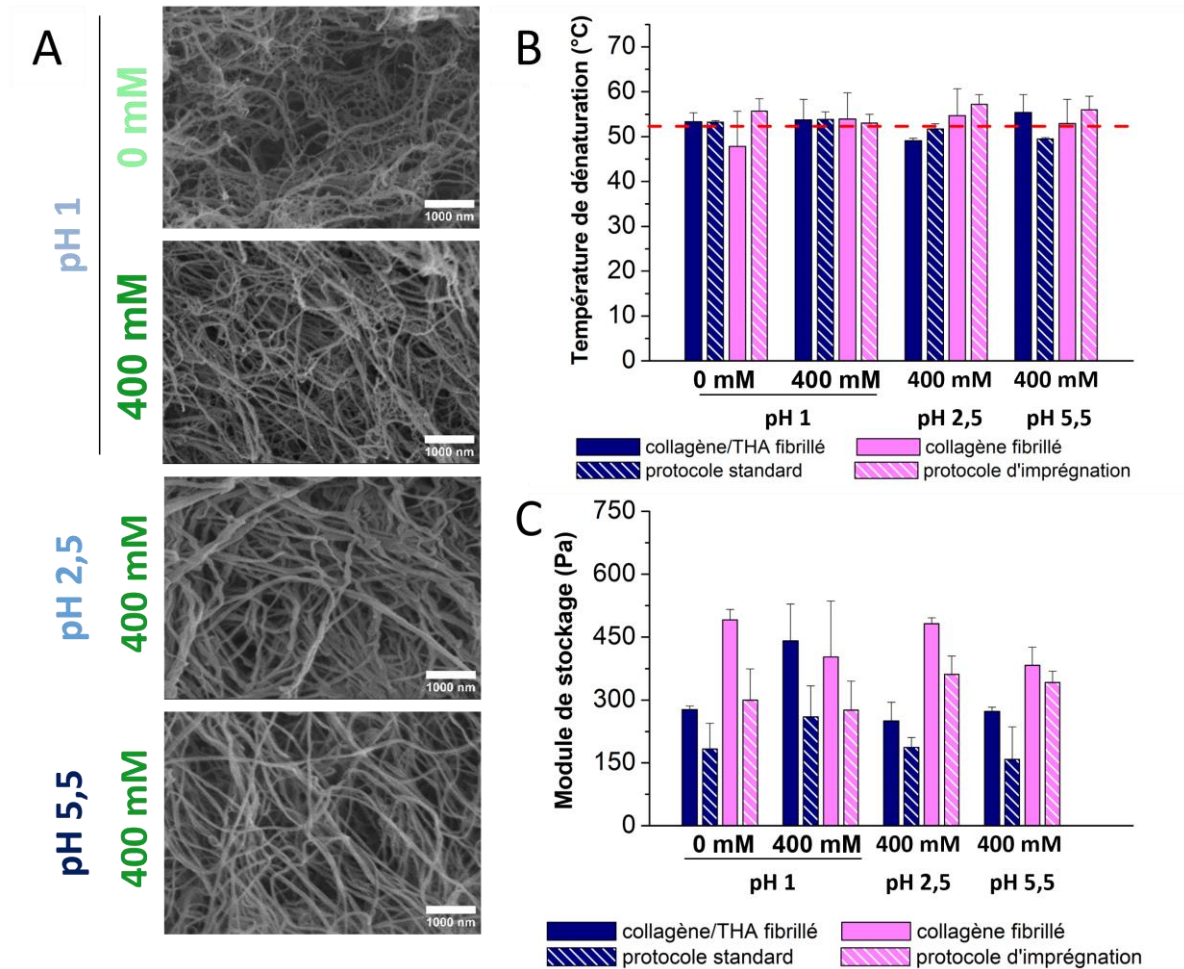 A
0 mM
1000 nm
pH 1
400 mM
1000 nm
pH 2,5
400 mM
1000 nm
pH 5,5
400 mM
1000 nm
B
Température de dénaturation (°C)
60
50
40
30
20
10
0
0 mM 400 mM 400 mM 400 mM
pH 1 pH 2,5 pH 5,5
collagène/THA fibrillé collagène fibrillé
protocole standard protocole d'imprégnation
C
Module de stockage (Pa)
750
600
450
300
150
0
0 mM 400 mM 400 mM 400 mM
pH 1 pH 2,5 pH 5,5
collagène/THA fibrillé collagène fibrillé
protocole standard protocole d'imprégnation